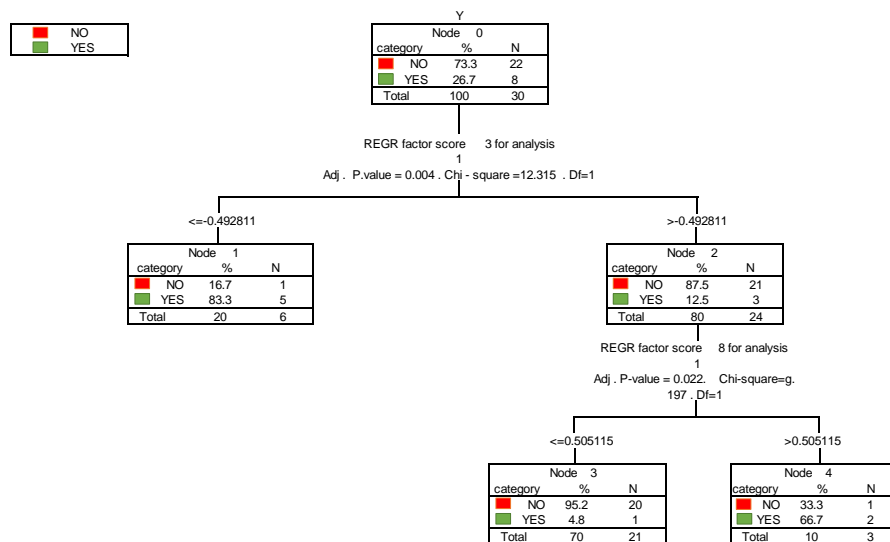 NO
YES
Y
Node 0
category % N
NO 73.3 22
YES 26.7 8
Total 100 30
REGR factor score 3 for analysis
1
Adj . P.value = 0.004 . Chi - square =12.315 . Df=1
<=-0.492811
>-0.492811
Node 1
category % N
NO 16.7 1
YES 83.3 5
Total 20 6
Node 2
category % N
NO 87.5 21
YES 12.5 3
Total 80 24
REGR factor score 8 for analysis
1
Adj . P-value = 0.022. Chi-square=g.
197 . Df=1
<=0.505115
>0.505115
Node 3
category % N
NO 95.2 20
YES 4.8 1
Total 70 21
Node 4
category % N
NO 33.3 1
YES 66.7 2
Total 10 3